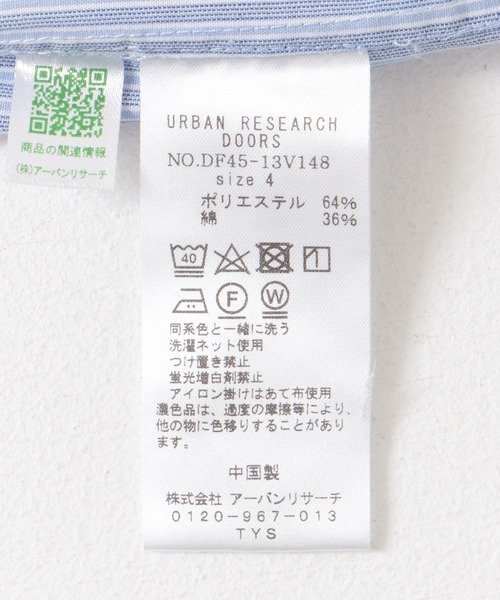 商品の関連情報
(株)アーバンリサーチ
URBAN RESEARCH
DOORS
NO.DF45-13V148
size 4
ポリエステル 64%
綿 36%
40
F
W
同系色と一緒に洗う
洗濯ネット使用
つけ置き禁止
蛍光増白剤禁止
アイロン掛けはあて布使用
濃色品は、過度の摩擦等により、
他の物に色移りすることがあり
ます。
中国製
株式会社 アーバンリサーチ
0120-967-013
TYS